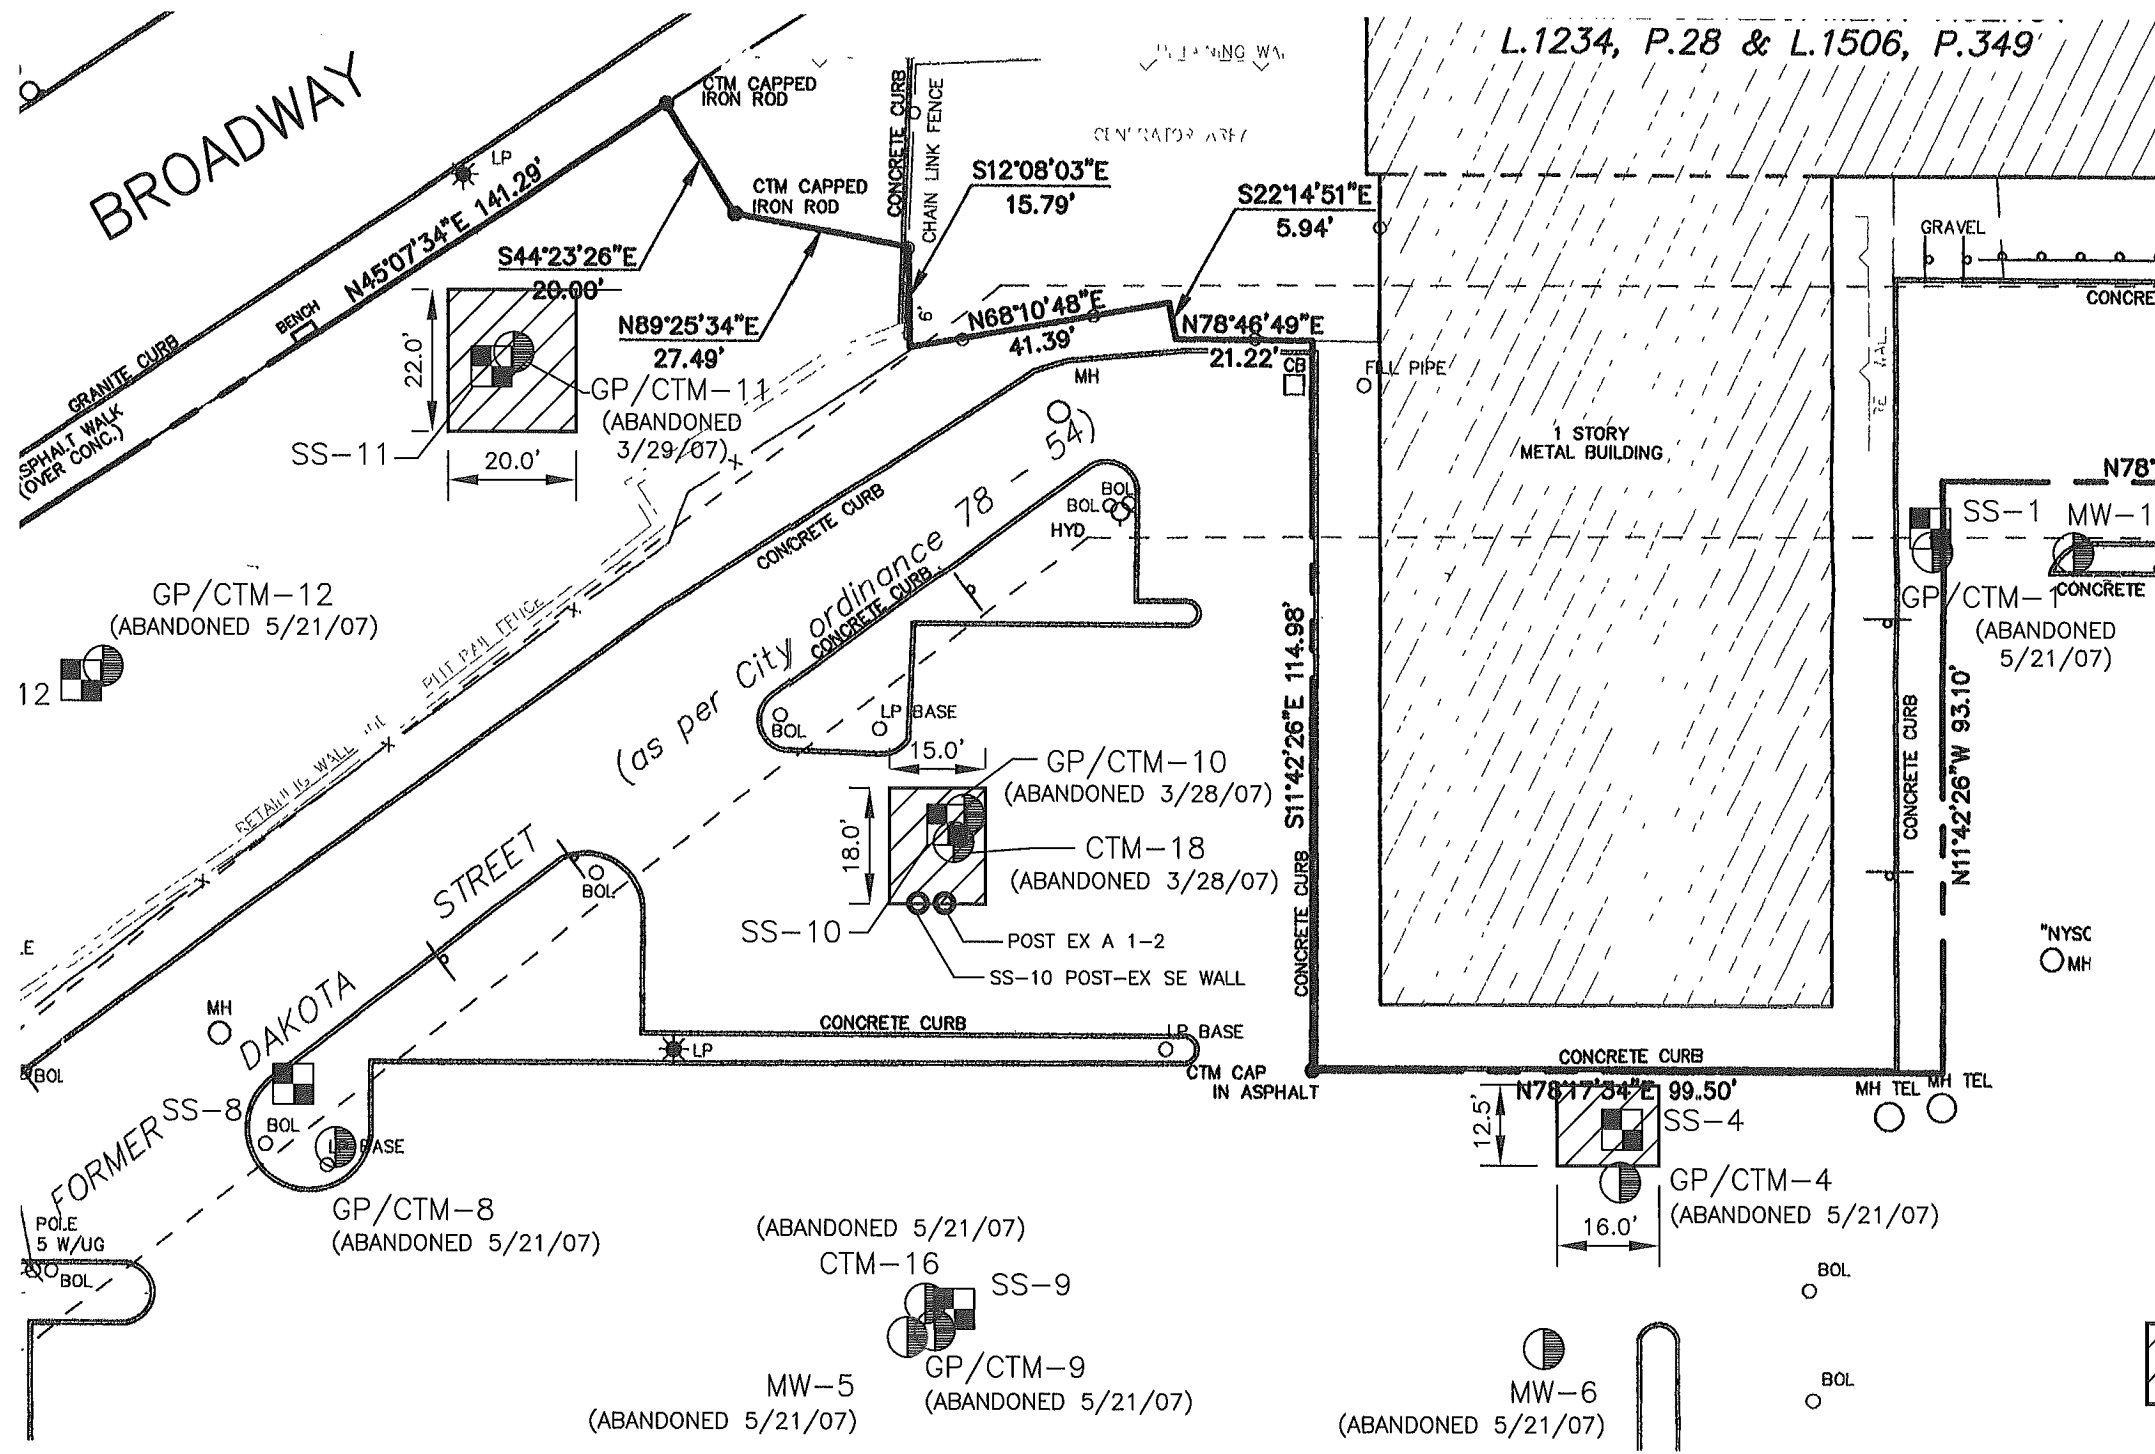 L.1234, P.28 & L.1506, P.349
BROADWAY
CTM CAPPED
IRON ROD
LP
N45°07'34"E 141.29'
CTM CAPPED
IRON ROD
CONCRETE CURB
CHAIN LINK FENCE
S12°08'03"E
15.79'
S22°14'51"E
5.94'
S44°23'26"E
20.00'
N89°25'34"E
27.49'
6'
N68°10'48"E
41.39'
N78°46'49"E
21.22'
CB
MH
FILL PIPE
GRAVEL
CONCRE
BENCH
GRANITE CURB
SPHALT WALK
(OVER CONC.)
22.0'
20.0'
GP/CTM-11
(ABANDONED
3/29/07)
SS-11
1 STORY
METAL BUILDING
N78°
SS-1
MW-1
CONCRETE
GP/CTM-1
(ABANDONED
5/21/07)
CONCRETE CURB
N11°42'26"W 93.10'
"NYSC
MH
BOL
BOL
HYD
CONCRETE CURB
CONCRETE CURB
GP/CTM-12
(ABANDONED 5/21/07)
12
RAIL FENCE
RETAINING WALL
FORMER DAKOTA STREET (as per City ordinance 78 - 54)
BOL
LP BASE
15.0'
18.0'
GP/CTM-10
(ABANDONED 3/28/07)
CTM-18
(ABANDONED 3/28/07)
SS-10
POST EX A 1-2
SS-10 POST-EX SE WALL
S11°42'26"E 114.98'
CONCRETE CURB
BOL
MH
.E
BOL
CONCRETE CURB
LP
LP BASE
CTM CAP
IN ASPHALT
CONCRETE CURB
N78°17'34"E 99.50'
MH TEL
MH TEL
12.5'
SS-4
GP/CTM-4
(ABANDONED 5/21/07)
16.0'
SS-8
BOL
LP BASE
GP/CTM-8
(ABANDONED 5/21/07)
POLE
5 W/UG
BOL
(ABANDONED 5/21/07)
CTM-16
SS-9
GP/CTM-9
(ABANDONED 5/21/07)
MW-5
(ABANDONED 5/21/07)
MW-6
(ABANDONED 5/21/07)
BOL
BOL